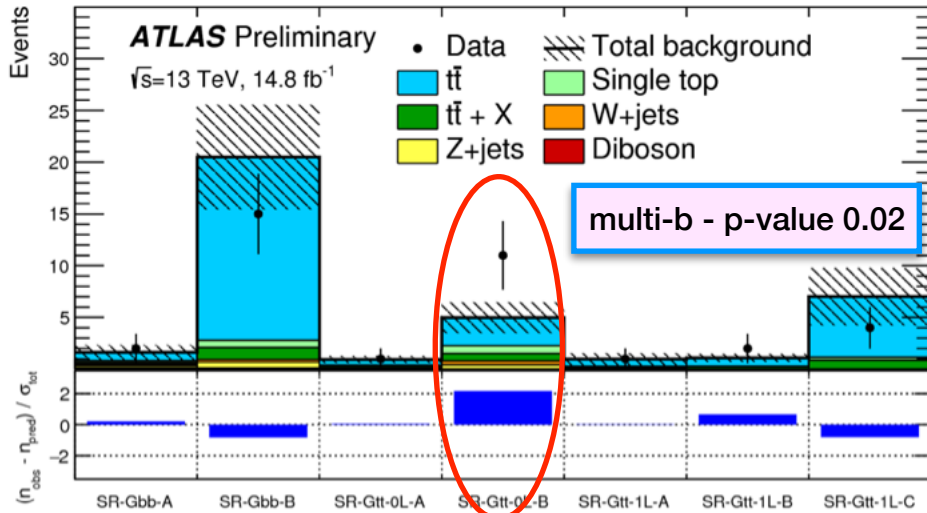 Events
30
25
20
15
10
5
ATLAS Preliminary
√s=13 TeV, 14.8 fb⁻¹
Data
tt̄
tt̄ + X
Z+jets
Total background
Single top
W+jets
Diboson
multi-b - p-value 0.02
(n_obs - n_pred) / σ_tot
2
0
−2
SR-Gbb-A
SR-Gbb-B
SR-Gtt-0L-A
SR-Gtt-0L-B
SR-Gtt-1L-A
SR-Gtt-1L-B
SR-Gtt-1L-C